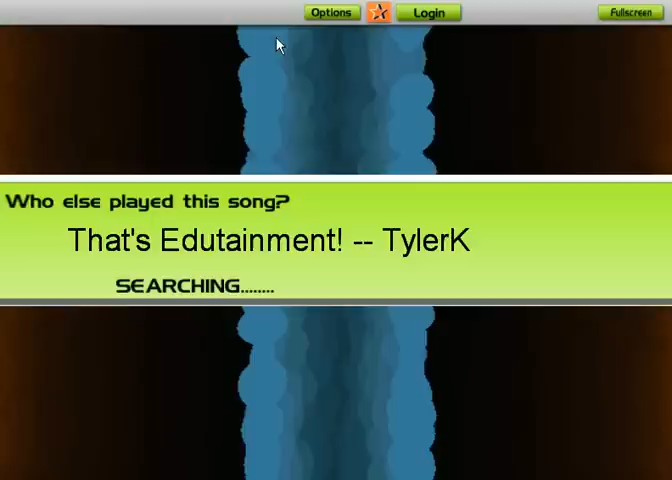 Options Login Fullscreen
Who else played this song?
That's Edutainment! -- TylerK
SEARCHING........